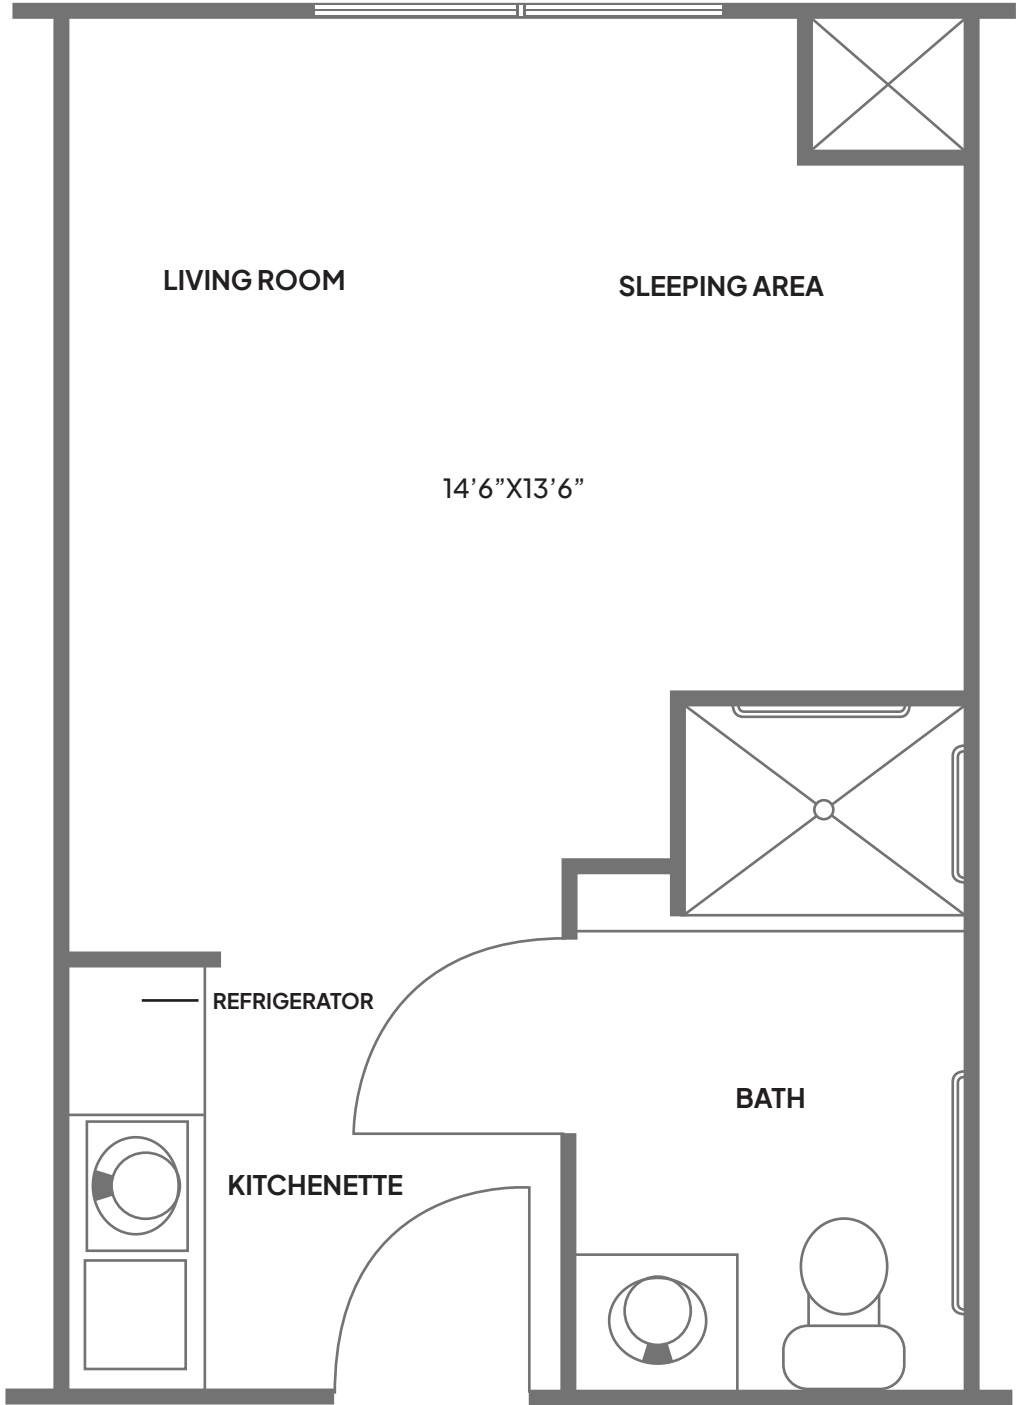 LIVING ROOM
SLEEPING AREA
14’6”X13’6”
REFRIGERATOR
BATH
KITCHENETTE